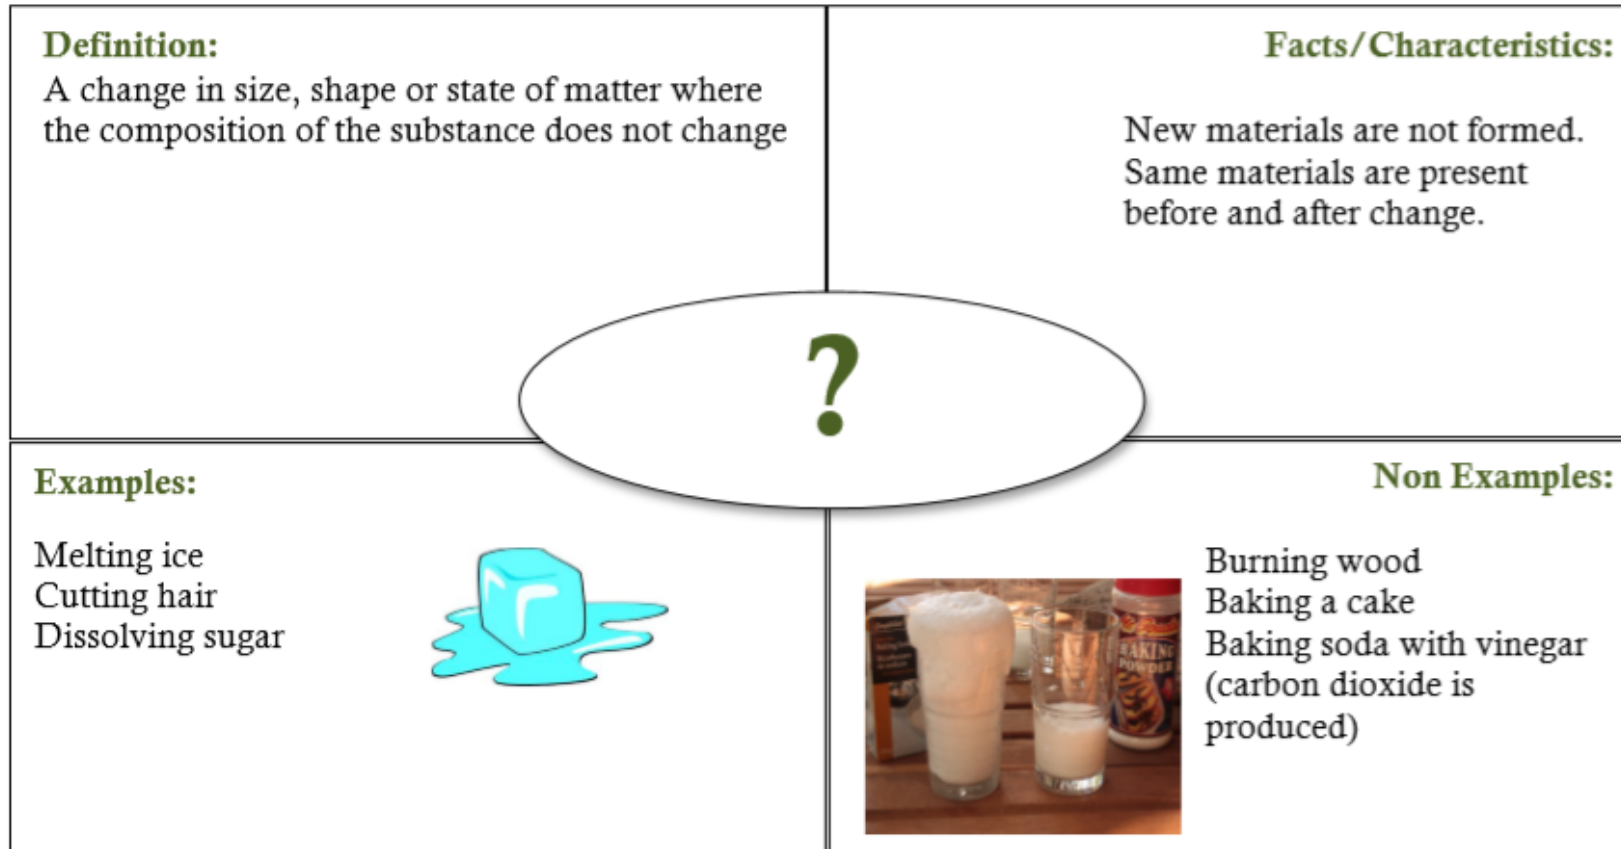 Definition:
A change in size, shape or state of matter where
the composition of the substance does not change
Facts/Characteristics:
New materials are not formed.
Same materials are present
before and after change.
?
Examples:
Melting ice
Cutting hair
Dissolving sugar
Non Examples:
Burning wood
Baking a cake
Baking soda with vinegar
(carbon dioxide is
produced)
BAKING
POWDER